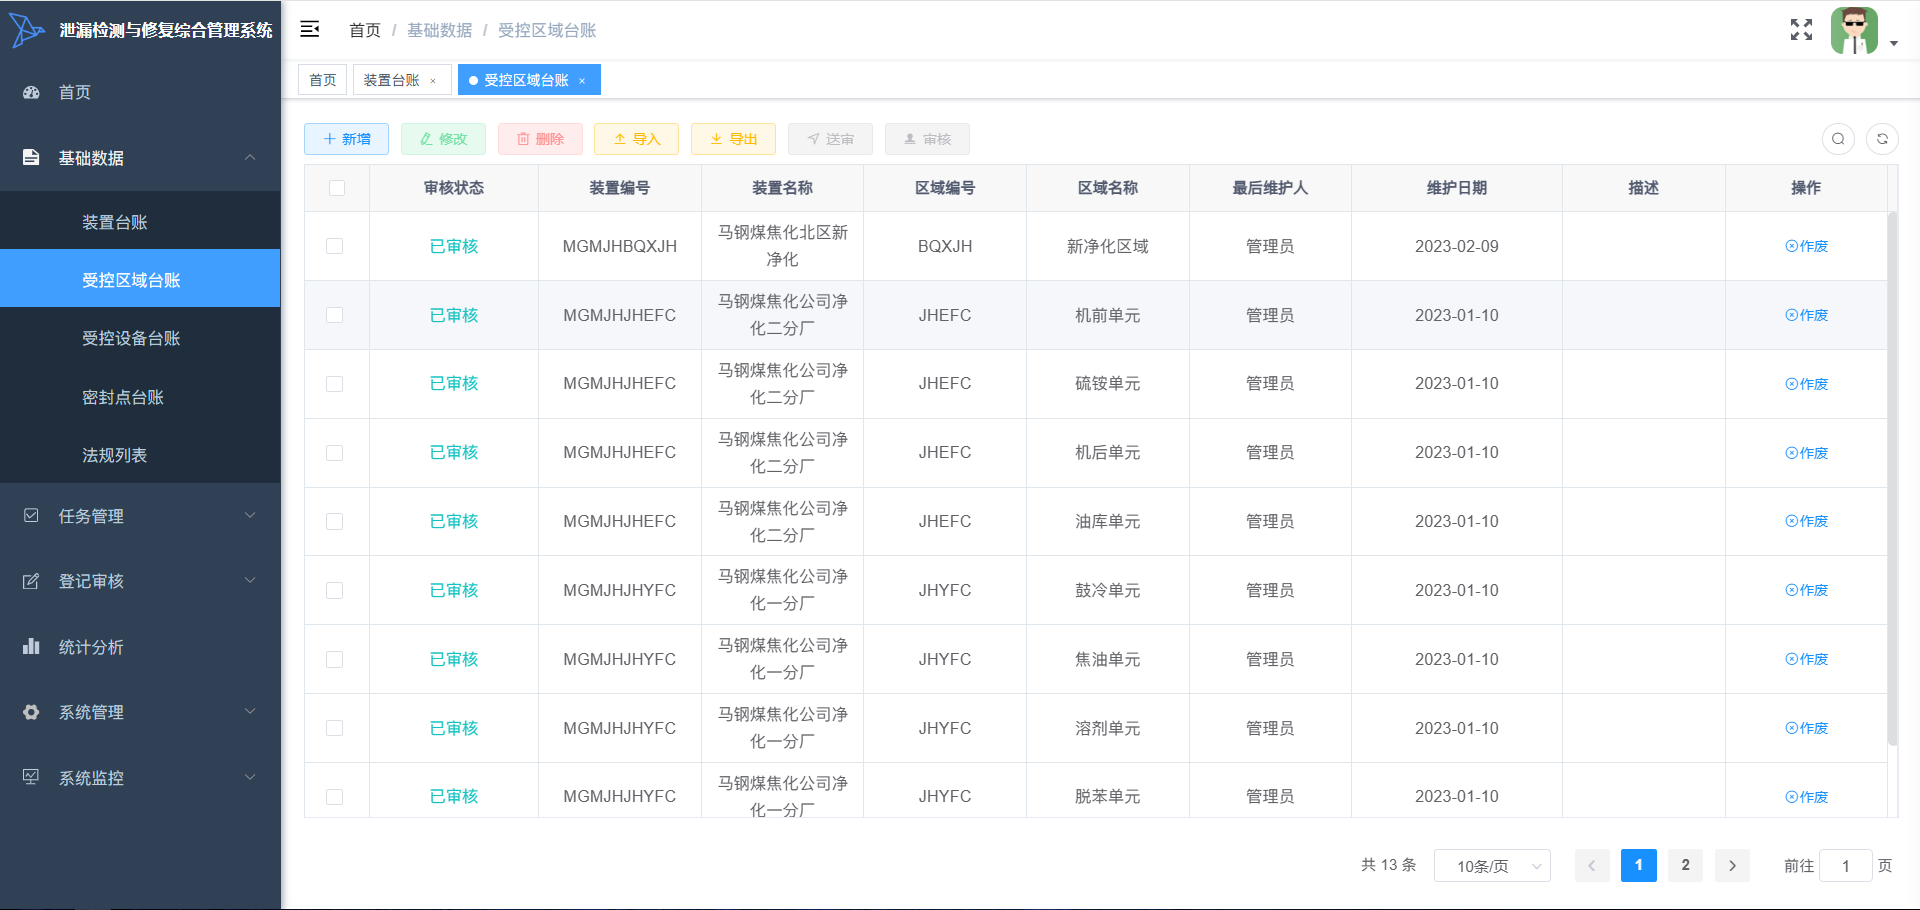 泄漏检测与修复综合管理系统
首页 / 基础数据 / 受控区域台账
首页
装置台账 ×
受控区域台账 ×
首页
基础数据
装置台账
受控区域台账
受控设备台账
密封点台账
法规列表
任务管理
登记审核
统计分析
系统管理
系统监控
新增 修改 删除 导入 导出 送审 审核
审核状态 装置编号 装置名称 区域编号 区域名称 最后维护人 维护日期 描述 操作
已审核 MGMJHBQXJH 马钢煤焦化北区新净化 BQXJH 新净化区域 管理员 2023-02-09 作废
已审核 MGMJHJHEFC 马钢煤焦化公司净化二分厂 JHEFC 机前单元 管理员 2023-01-10 作废
已审核 MGMJHJHEFC 马钢煤焦化公司净化二分厂 JHEFC 硫铵单元 管理员 2023-01-10 作废
已审核 MGMJHJHEFC 马钢煤焦化公司净化二分厂 JHEFC 机后单元 管理员 2023-01-10 作废
已审核 MGMJHJHEFC 马钢煤焦化公司净化二分厂 JHEFC 油库单元 管理员 2023-01-10 作废
已审核 MGMJHJHYFC 马钢煤焦化公司净化一分厂 JHYFC 鼓冷单元 管理员 2023-01-10 作废
已审核 MGMJHJHYFC 马钢煤焦化公司净化一分厂 JHYFC 焦油单元 管理员 2023-01-10 作废
已审核 MGMJHJHYFC 马钢煤焦化公司净化一分厂 JHYFC 溶剂单元 管理员 2023-01-10 作废
已审核 MGMJHJHYFC 马钢煤焦化公司净化一分厂 JHYFC 脱苯单元 管理员 2023-01-10 作废
共 13 条 10条/页 1 2 前往 1 页